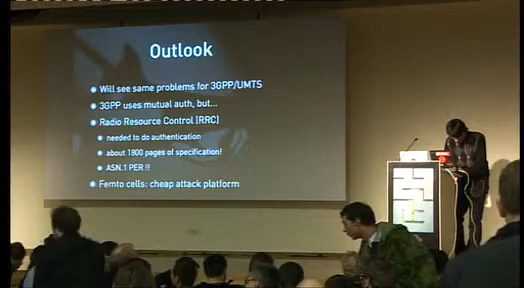 Outlook
Will see same problems for 3GPP/UMTS
3GPP uses mutual auth, but...
Radio Resource Control [RRC]
needed to do authentication
about 1800 pages of specification!
ASN.1 PER !!
Femto cells: cheap attack platform